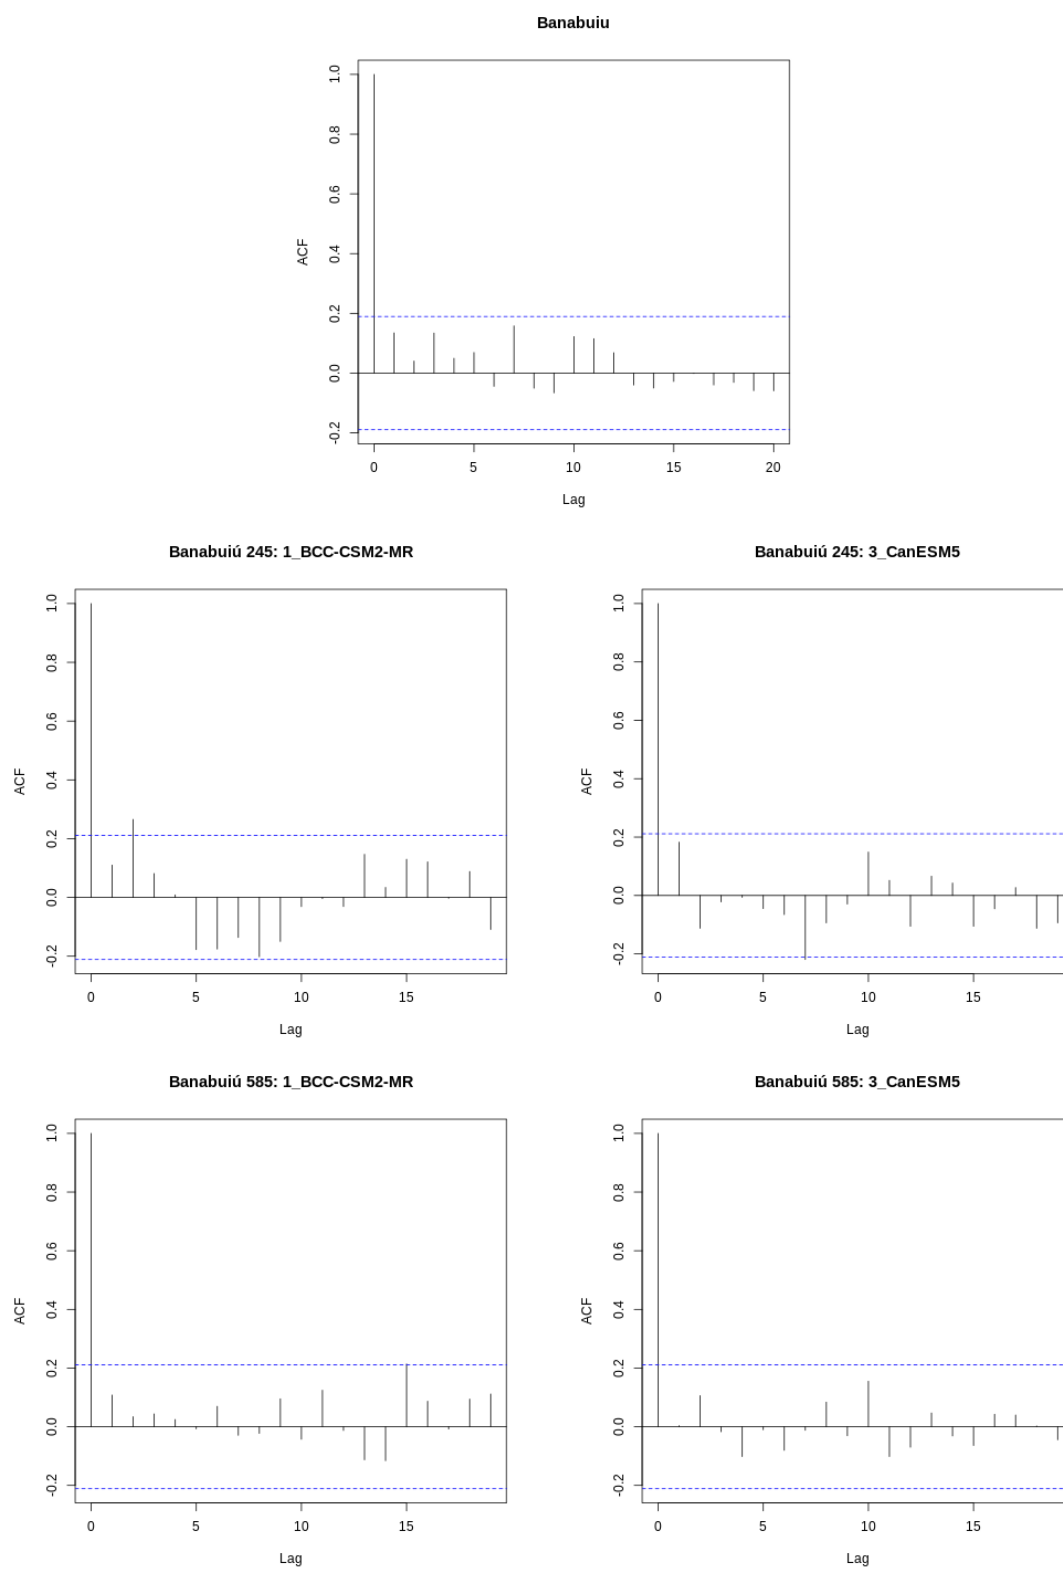 Banabuiu
ACF
1.0
0.8
0.6
0.4
0.2
0.0
-0.2
0 5 10 15 20
Lag
Banabuiú 245: 1_BCC-CSM2-MR
ACF
1.0
0.8
0.6
0.4
0.2
0.0
-0.2
0 5 10 15
Lag
Banabuiú 245: 3_CanESM5
ACF
1.0
0.8
0.6
0.4
0.2
0.0
-0.2
0 5 10 15
Lag
Banabuiú 585: 1_BCC-CSM2-MR
ACF
1.0
0.8
0.6
0.4
0.2
0.0
-0.2
0 5 10 15
Lag
Banabuiú 585: 3_CanESM5
ACF
1.0
0.8
0.6
0.4
0.2
0.0
-0.2
0 5 10 15
Lag